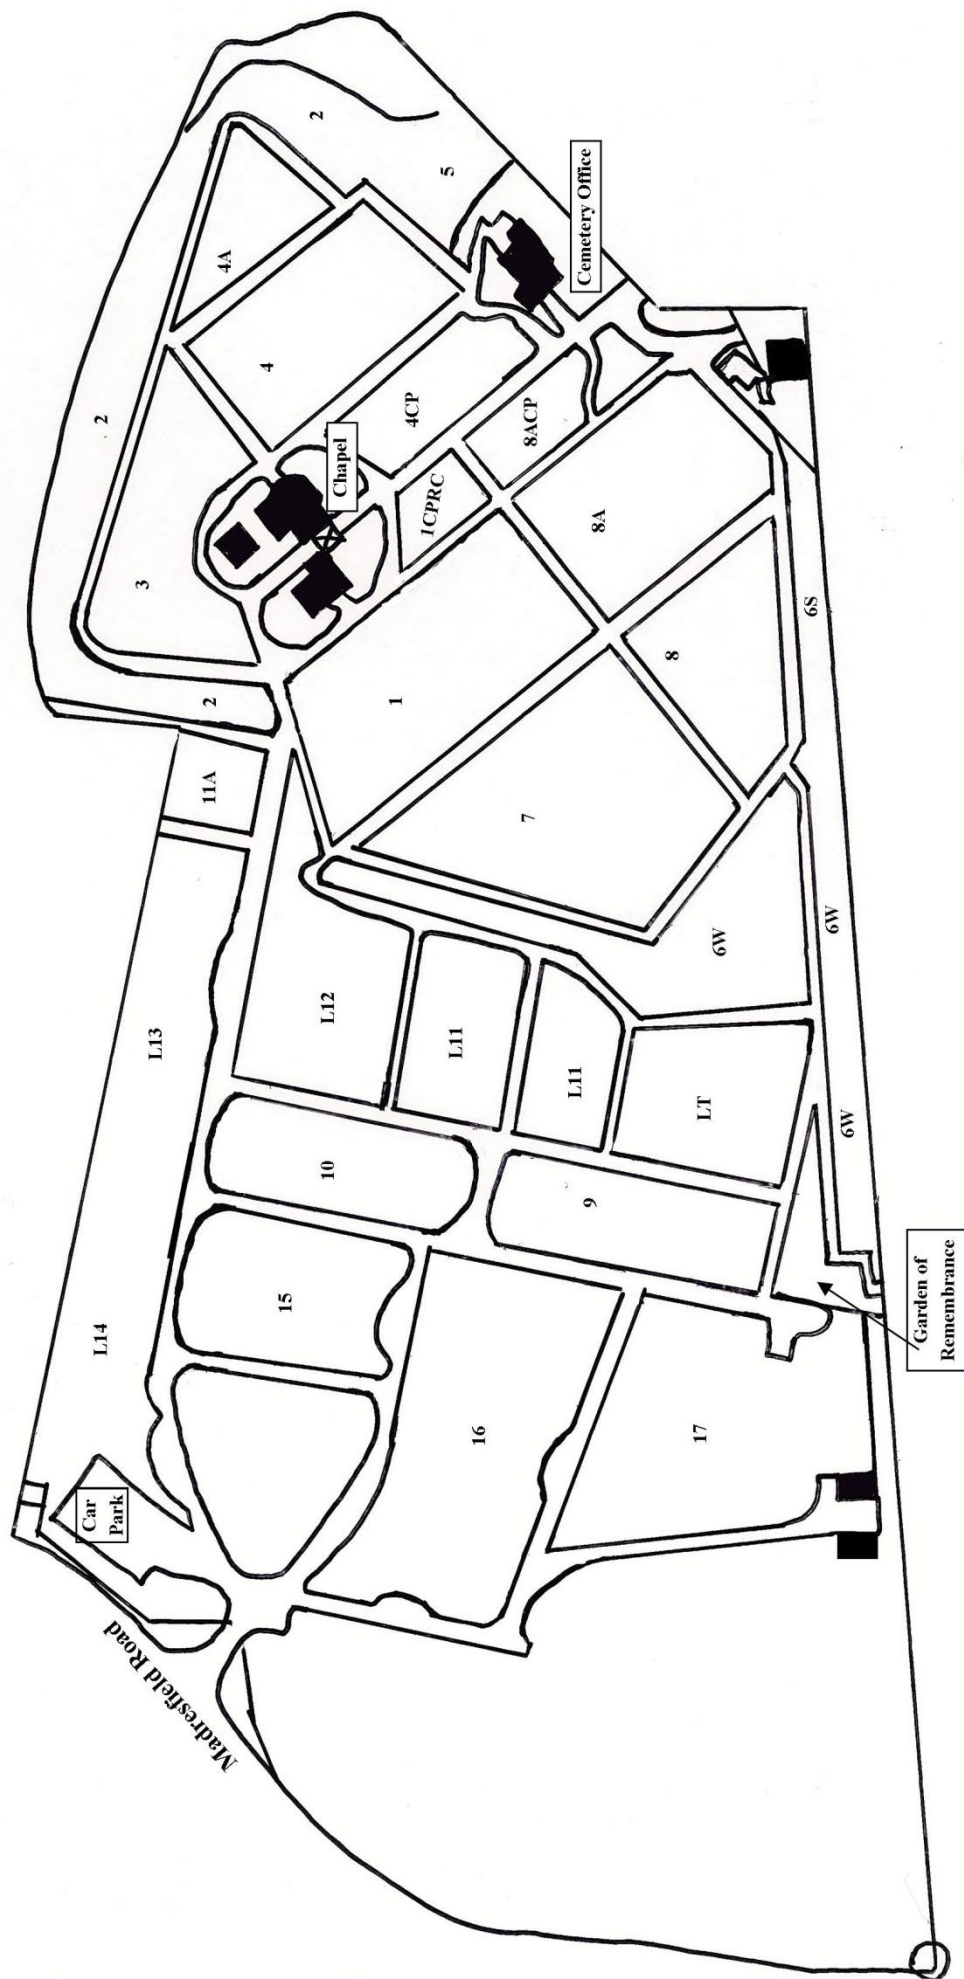 2
5
Cemetery Office
4A
4
2
4CP
8ACP
Chapel
1CPRC
8A
3
6S
8
1
2
11A
7
6W
6W
L12
L13
L11
L11
LT
6W
10
9
15
Garden of
Remembrance
L14
16
17
Car
Park
Madresfield Road